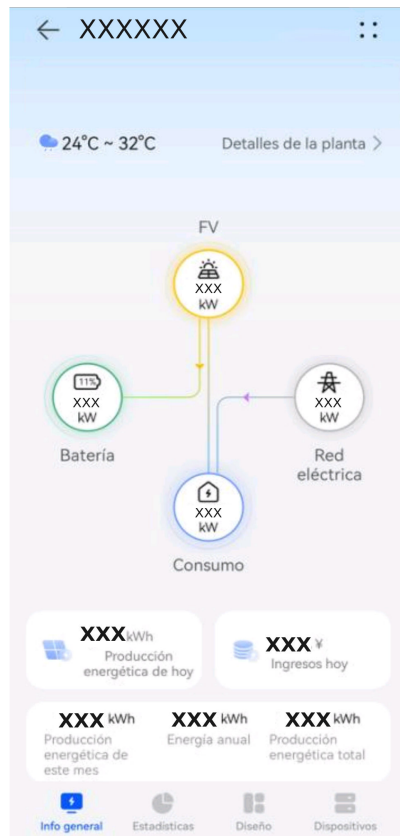 XXXXXX
24°C ~ 32°C
Detalles de la planta
FV
XXX
kW
11%
XXX
kW
XXX
kW
Batería
Red
eléctrica
XXX
kW
Consumo
XXX kWh
Producción
energética de hoy
XXX ¥
Ingresos hoy
XXX kWh
Producción
energética de
este mes
XXX kWh
Energía anual
XXX kWh
Producción
energética total
Info general
Estadísticas
Diseño
Dispositivos